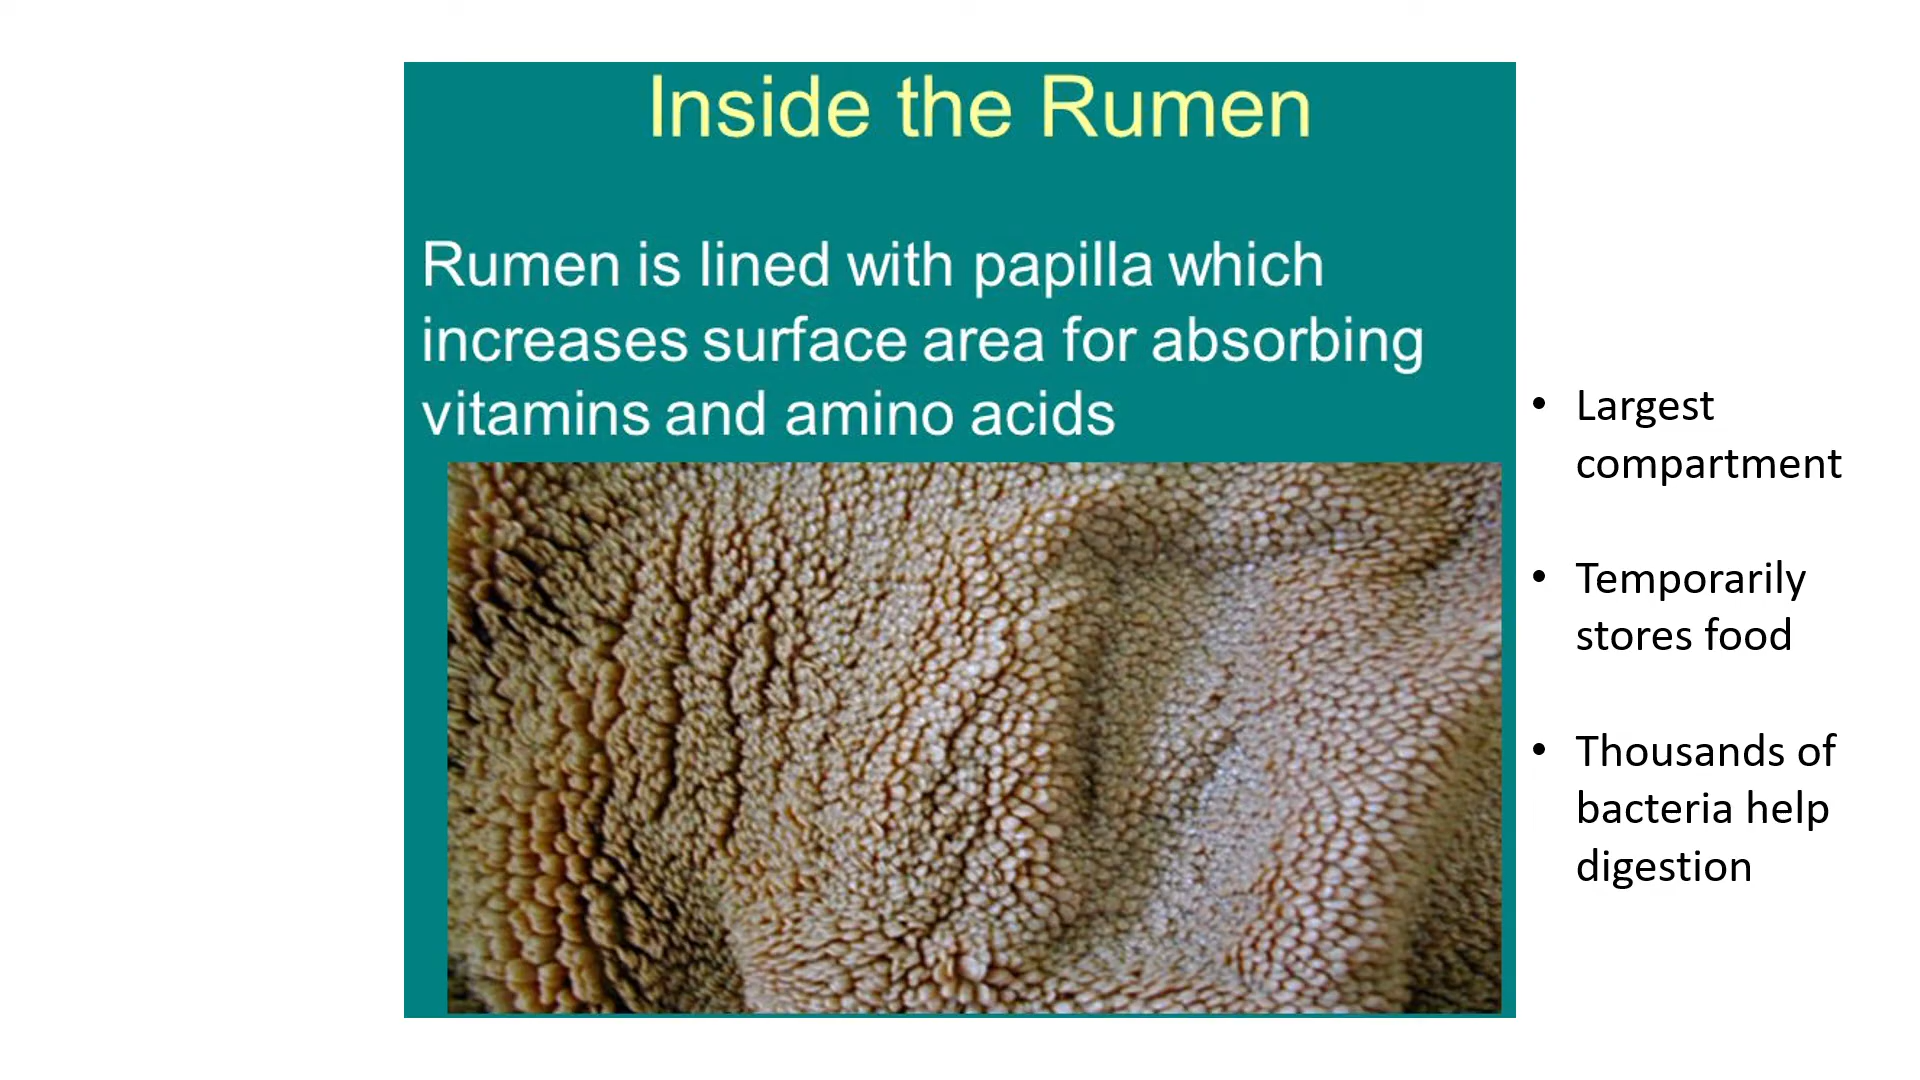 Inside the Rumen
Rumen is lined with papilla which
increases surface area for absorbing
vitamins and amino acids
• Largest
compartment
• Temporarily
stores food
• Thousands of
bacteria help
digestion